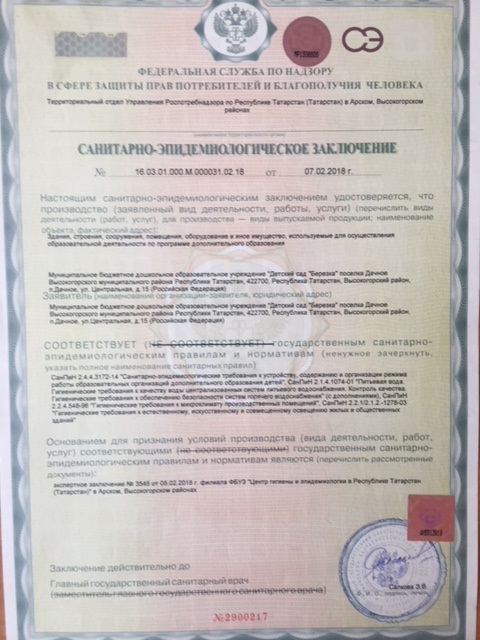 СЭ
ФЕДЕРАЛЬНАЯ СЛУЖБА ПО НАДЗОРУ
В СФЕРЕ ЗАЩИТЫ ПРАВ ПОТРЕБИТЕЛЕЙ И БЛАГОПОЛУЧИЯ ЧЕЛОВЕКА
Территориальный отдел Управления Роспотребнадзора по Республике Татарстан (Татарстан) в Арском, Высокогорском
районах
наименование территориального органа
САНИТАРНО-ЭПИДЕМИОЛОГИЧЕСКОЕ ЗАКЛЮЧЕНИЕ
№ 16.03.01.000.М.000031.02.18 от 07.02.2018 г.
Настоящим санитарно-эпидемиологическим заключением удостоверяется, что
производство (заявленный вид деятельности, работы, услуги) (перечислить виды
деятельности (работ, услуг), для производства — виды выпускаемой продукции; наименование
объекта, фактический адрес):
Здания, строения, сооружения, помещения, оборудование и иное имущество, используемые для осуществления
образовательной деятельности по программе дополнительного образования
Муниципальное бюджетное дошкольное образовательное учреждение "Детский сад "Березка" поселка Дачное
Высокогорского муниципального района Республики Татарстан, 422700, Республика Татарстан, Высокогорский район,
п.Дачное, ул. Центральная, д.15 (Российская Федерация)
Заявитель (наименование организации-заявителя, юридический адрес)
Муниципальное бюджетное дошкольное образовательное учреждение "Детский сад "Березка" поселка Дачное
Высокогорского муниципального района Республики Татарстан, 422700, Республика Татарстан, Высокогорский район,
п.Дачное, ул.Центральная, д.15 (Российская Федерация)
СООТВЕТСТВУЕТ (НЕ СООТВЕТСТВУЕТ) государственным санитарно-
эпидемиологическим правилам и нормативам (ненужное зачеркнуть,
указать полное наименование санитарных правил)
СанПиН 2.4.4.3172-14 "Санитарно-эпидемиологические требования к устройству, содержанию и организации режима
работы образовательных организаций дополнительного образования детей", СанПиН 2.1.4.1074-01 "Питьевая вода.
Гигиенические требования к качеству воды централизованных систем питьевого водоснабжения. Контроль качества.
Гигиенические требования к обеспечению безопасности систем горячего водоснабжения" (с дополнениями), СанПиН
2.2.4.548-96 "Гигиенические требования к микроклимату производственных помещений", СанПиН 2.2.1/2.1.1.-1278-03
"Гигиенические требования к естественному, искусственному и совмещенному освещению жилых и общественных
зданий"
Основанием для признания условий производства (вида деятельности, работ,
услуг) соответствующими (не соответствующими) государственным санитарно-
эпидемиологическим правилам и нормативам являются (перечислить рассмотренные
документы):
экспертное заключение № 3545 от 06.02.2018 г. филиала ФБУЗ "Центр гигиены и эпидемиологии в Республике Татарстан
(Татарстан)" в Арском, Высокогорском районах
Заключение действительно до
Главный государственный санитарный врач
(заместитель главного государственного санитарного врача)
Салкова Э.В.
Ф. И. О., подпись, печать
№2900217